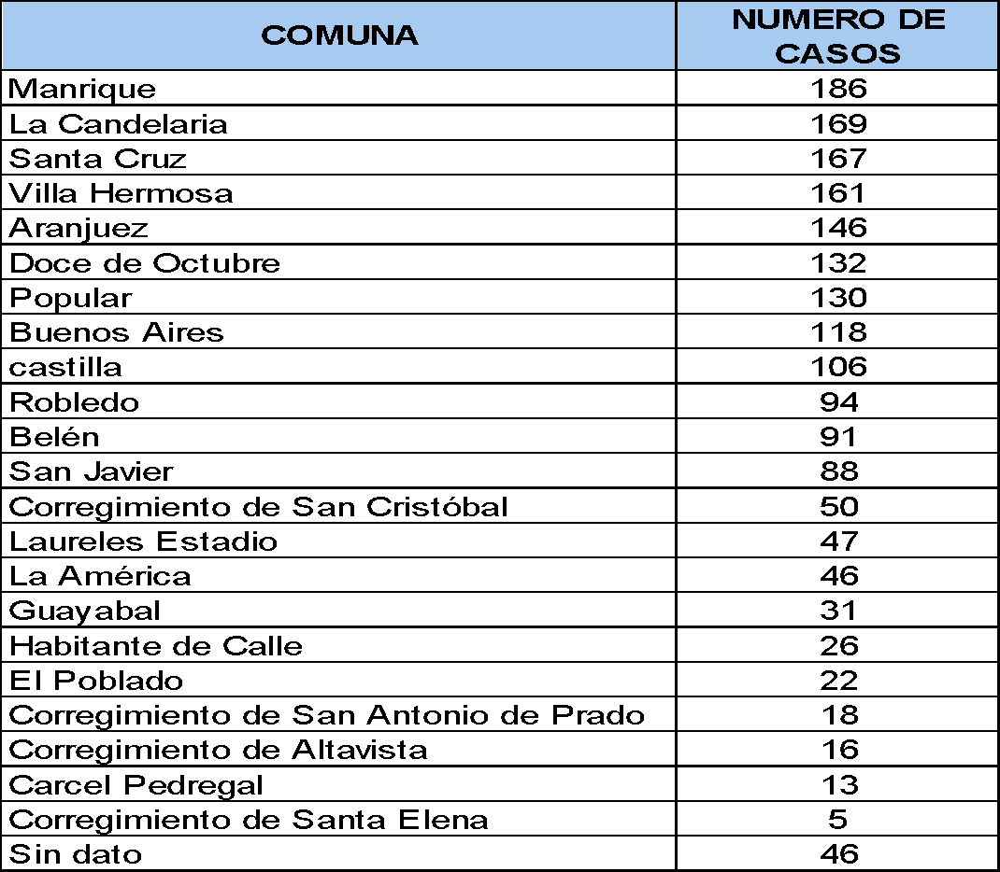 COMUNA NUMERO DE CASOS
Manrique 186
La Candelaria 169
Santa Cruz 167
Villa Hermosa 161
Aranjuez 146
Doce de Octubre 132
Popular 130
Buenos Aires 118
castilla 106
Robledo 94
Belén 91
San Javier 88
Corregimiento de San Cristóbal 50
Laureles Estadio 47
La América 46
Guayabal 31
Habitante de Calle 26
El Poblado 22
Corregimiento de San Antonio de Prado 18
Corregimiento de Altavista 16
Carcel Pedregal 13
Corregimiento de Santa Elena 5
Sin dato 46